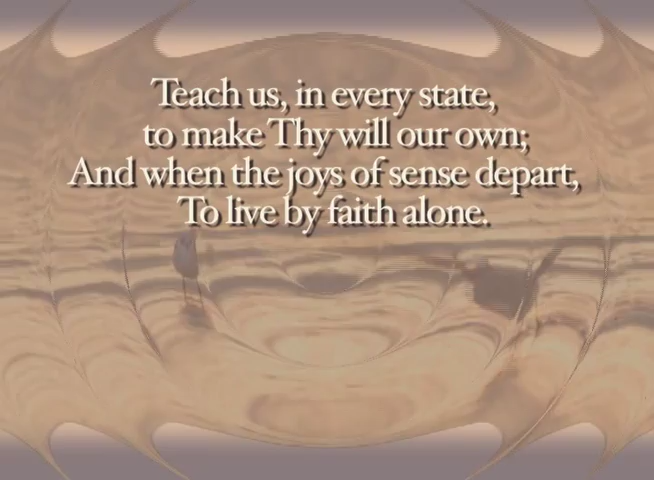 Teach us, in every state,
to make Thy will our own;
And when the joys of sense depart,
To live by faith alone.